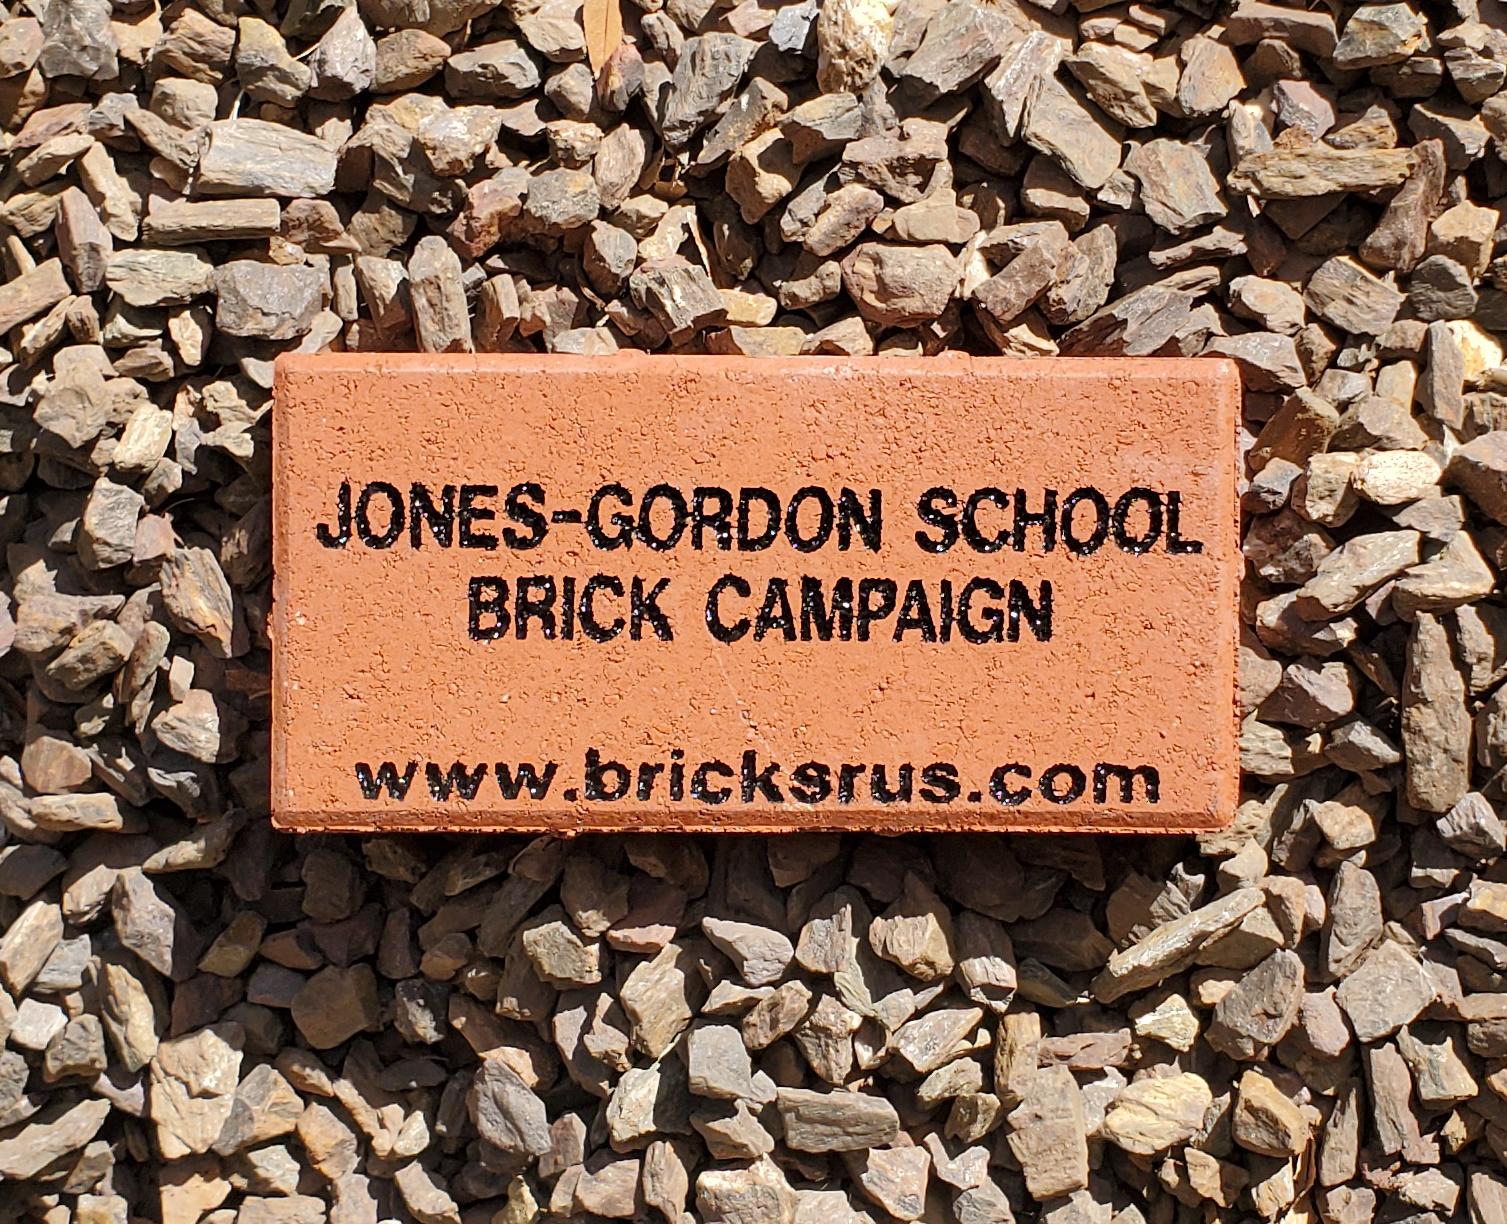 JONES-GORDON SCHOOL
BRICK CAMPAIGN
www.bricksrus.com